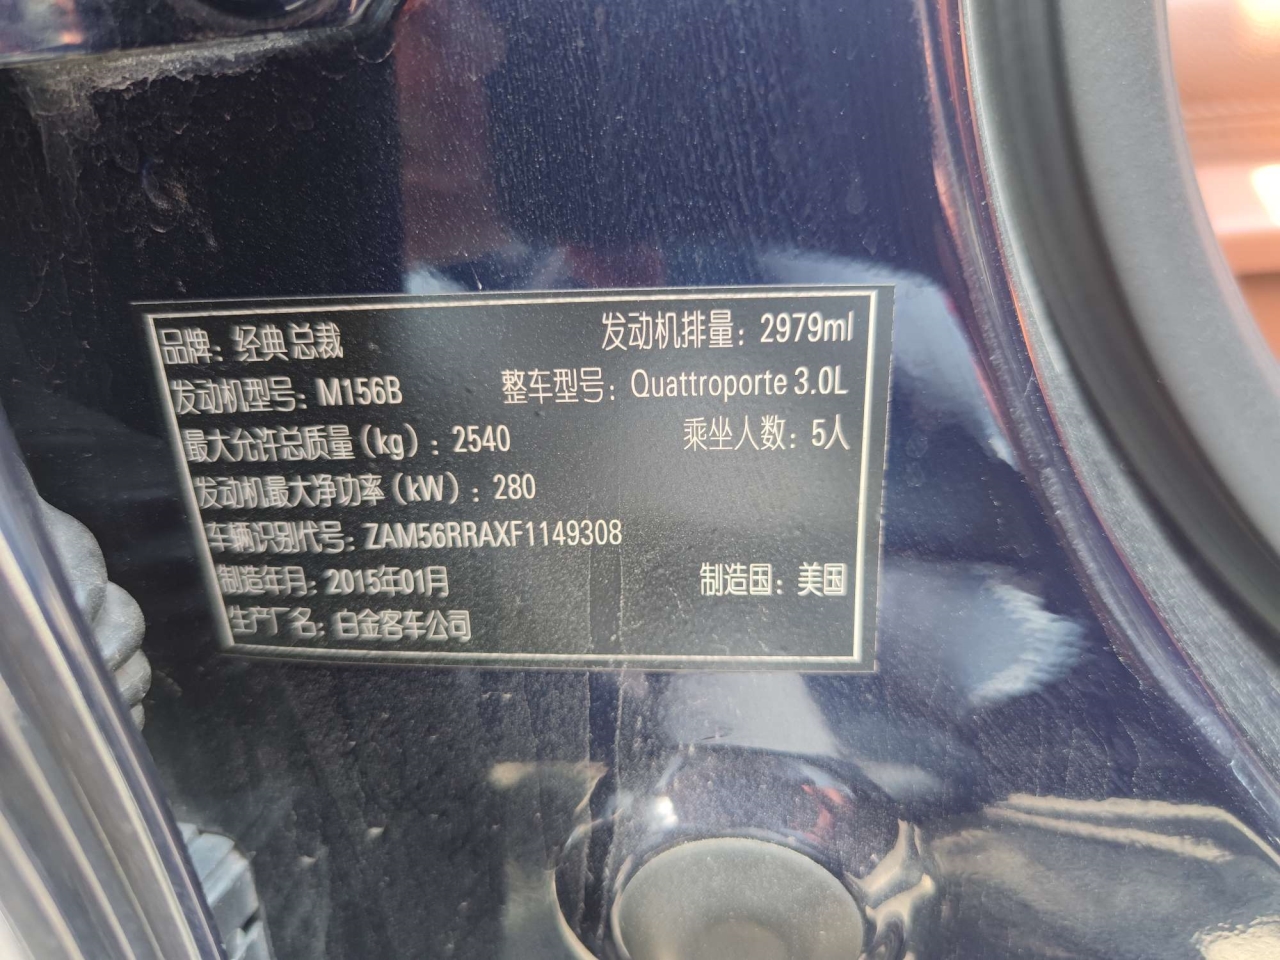 品牌：经典 总裁 发动机排量：2979ml
发动机型号：M156B 整车型号：Quattroporte 3.0L
最大允许总质量（kg）：2540 乘坐人数：5人
发动机最大净功率（kW）：280
车辆识别代号：ZAM56RRAXF1149308
制造年月：2015年01月 制造国：美国
生产厂名：白金客车公司